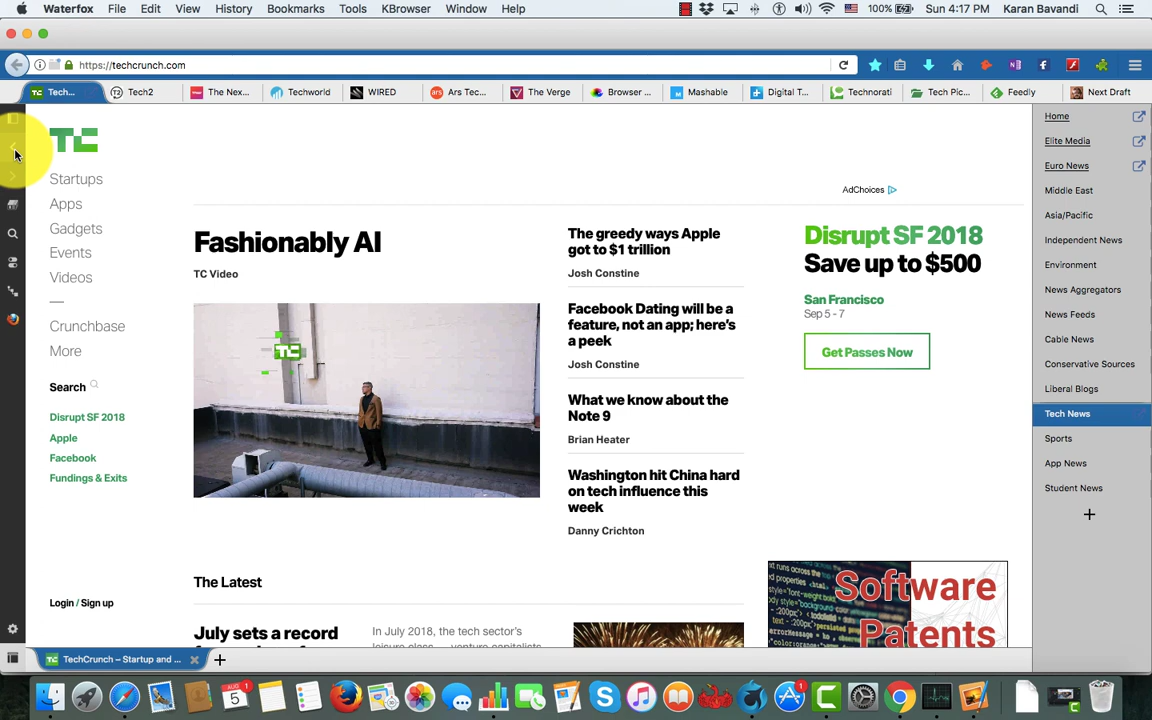 Waterfox File Edit View History Bookmarks Tools KBrowser Window Help 100% Sun 4:17 PM Karan Bavandi
https://techcrunch.com
Tech... Tech2 The Nex... Techworld WIRED Ars Tec... The Verge Browser ... Mashable Digital T... Technorati Tech Pic... Feedly Next Draft
TC
Startups
Apps
Gadgets
Events
Videos
—
Crunchbase
More
Search
Disrupt SF 2018
Apple
Facebook
Fundings & Exits
Login / Sign up
AdChoices
Fashionably AI
TC Video
TC
The greedy ways Apple
got to $1 trillion
Josh Constine
Facebook Dating will be a
feature, not an app; here's
a peek
Josh Constine
What we know about the
Note 9
Brian Heater
Washington hit China hard
on tech influence this
week
Danny Crichton
Disrupt SF 2018
Save up to $500
San Francisco
Sep 5 - 7
Get Passes Now
The Latest
July sets a record
In July 2018, the tech sector's
Software
Patents
Home
Elite Media
Euro News
Middle East
Asia/Pacific
Independent News
Environment
News Aggregators
News Feeds
Cable News
Conservative Sources
Liberal Blogs
Tech News
Sports
App News
Student News
+
TechCrunch – Startup and ... +
AUG 5